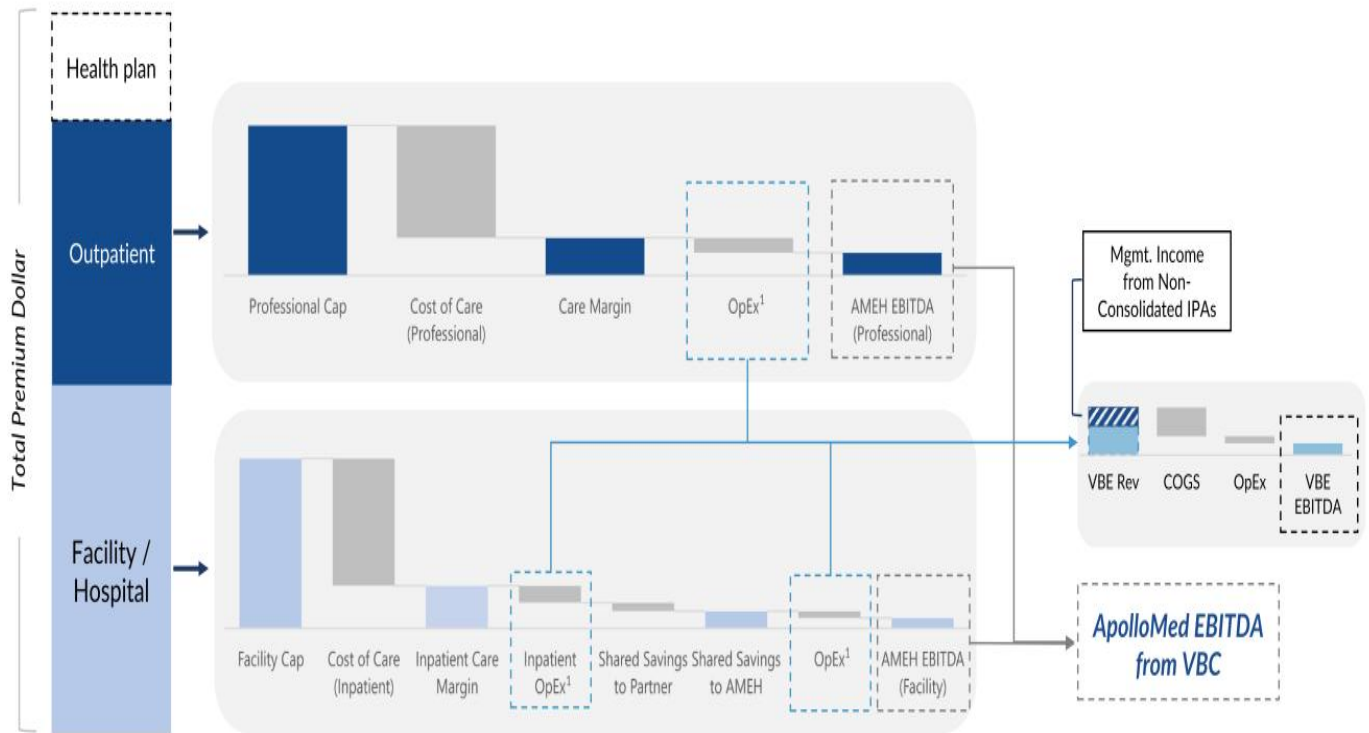 Total Premium Dollar
Health plan
Outpatient
Facility /
Hospital
Professional Cap
Cost of Care
(Professional)
Care Margin
OpEx1
AMEH EBITDA
(Professional)
Facility Cap
Cost of Care
(Inpatient)
Inpatient Care
Margin
Inpatient
OpEx1
Shared Savings
to Partner
Shared Savings
to AMEH
OpEx1
AMEH EBITDA
(Facility)
Mgmt. Income
from Non-
Consolidated IPAs
VBE Rev
COGS
OpEx
VBE
EBITDA
ApolloMed EBITDA
from VBC